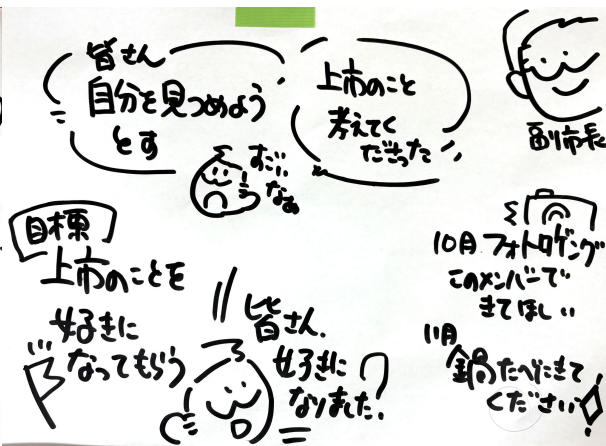 皆さん
自分を見つめよう
とす
上市のこと
考えてく
ださった
副市長
すごい
なぁ
目標
上市のことを
好きに
なってもらう
皆さん、
好きに
なりました?
10月 フォトロゲイニング
このメンバーで
きてほしい
11月
鍋たべにきて
ください!